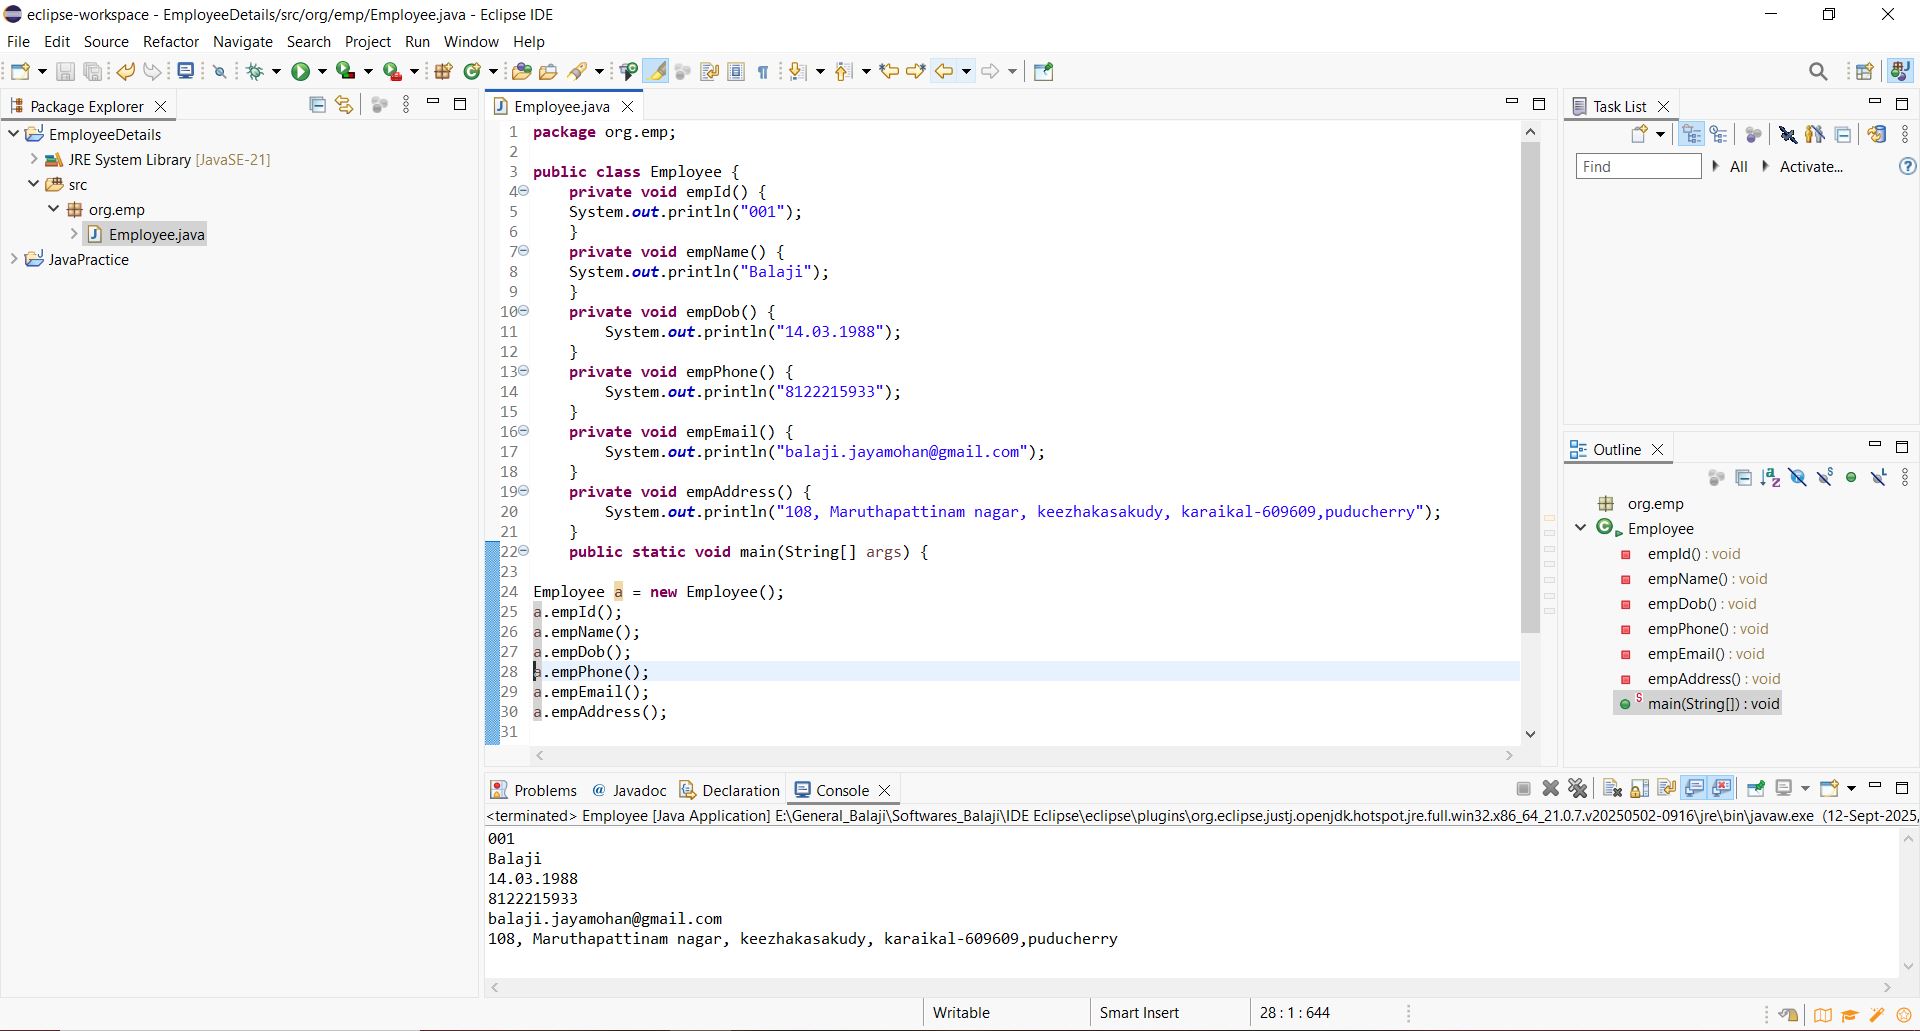 eclipse-workspace - EmployeeDetails/src/org/emp/Employee.java - Eclipse IDE
File Edit Source Refactor Navigate Search Project Run Window Help
Package Explorer
EmployeeDetails
JRE System Library [JavaSE-21]
src
org.emp
Employee.java
JavaPractice
Employee.java
1 package org.emp;
2
3 public class Employee {
4 private void empId() {
5 System.out.println("001");
6 }
7 private void empName() {
8 System.out.println("Balaji");
9 }
10 private void empDob() {
11 System.out.println("14.03.1988");
12 }
13 private void empPhone() {
14 System.out.println("8122215933");
15 }
16 private void empEmail() {
17 System.out.println("balaji.jayamohan@gmail.com");
18 }
19 private void empAddress() {
20 System.out.println("108, Maruthapattinam nagar, keezhakasakudy, karaikal-609609,puducherry");
21 }
22 public static void main(String[] args) {
23
24 Employee a = new Employee();
25 a.empId();
26 a.empName();
27 a.empDob();
28 a.empPhone();
29 a.empEmail();
30 a.empAddress();
31
Task List
Find All Activate...
Outline
org.emp
Employee
empId() : void
empName() : void
empDob() : void
empPhone() : void
empEmail() : void
empAddress() : void
main(String[]) : void
Problems Javadoc Declaration Console
<terminated> Employee [Java Application] E:\General_Balaji\Softwares_Balaji\IDE Eclipse\eclipse\plugins\org.eclipse.justj.openjdk.hotspot.jre.full.win32.x86_64_21.0.7.v20250502-0916\jre\bin\javaw.exe (12-Sept-2025,
001
Balaji
14.03.1988
8122215933
balaji.jayamohan@gmail.com
108, Maruthapattinam nagar, keezhakasakudy, karaikal-609609,puducherry
Writable Smart Insert 28 : 1 : 644